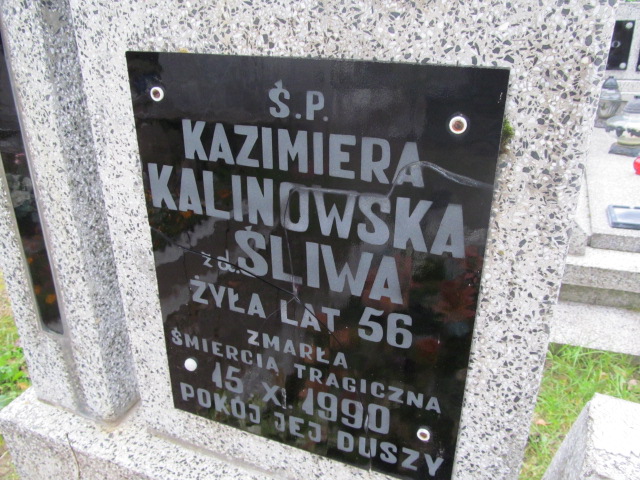 Ś.P.
KAZIMIERA
KALINOWSKA
z d. ŚLIWA
ŻYŁA LAT 56
ZMARŁA
ŚMIERCIĄ TRAGICZNĄ
15.XI.1990
POKÓJ JEJ DUSZY